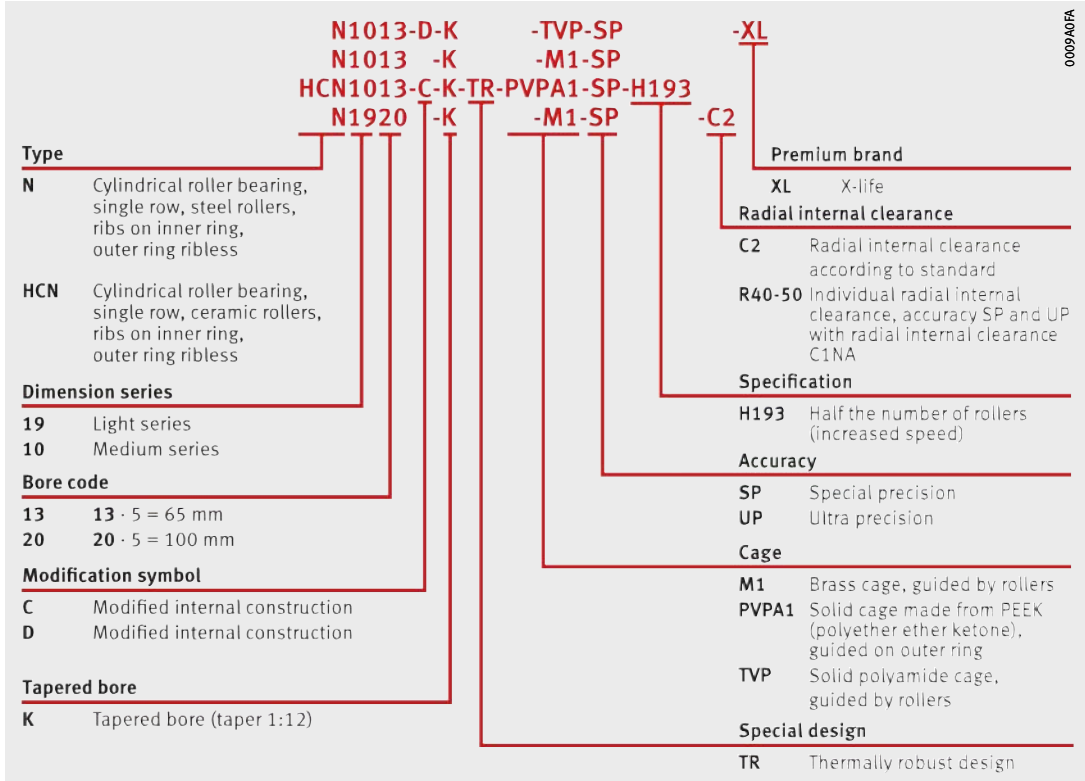 N1013-D-K -TVP-SP -XL
N1013 -K -M1-SP
HCN1013-C-K-TR-PVPA1-SP-H193
N1920 -K -M1-SP -C2
0009A0FA
Type
N Cylindrical roller bearing,
single row, steel rollers,
ribs on inner ring,
outer ring ribless
HCN Cylindrical roller bearing,
single row, ceramic rollers,
ribs on inner ring,
outer ring ribless
Dimension series
19 Light series
10 Medium series
Bore code
13 13 · 5 = 65 mm
20 20 · 5 = 100 mm
Modification symbol
C Modified internal construction
D Modified internal construction
Tapered bore
K Tapered bore (taper 1:12)
Premium brand
XL X-life
Radial internal clearance
C2 Radial internal clearance
according to standard
R40-50 Individual radial internal
clearance, accuracy SP and UP
with radial internal clearance
C1NA
Specification
H193 Half the number of rollers
(increased speed)
Accuracy
SP Special precision
UP Ultra precision
Cage
M1 Brass cage, guided by rollers
PVPA1 Solid cage made from PEEK
(polyether ether ketone),
guided on outer ring
TVP Solid polyamide cage,
guided by rollers
Special design
TR Thermally robust design